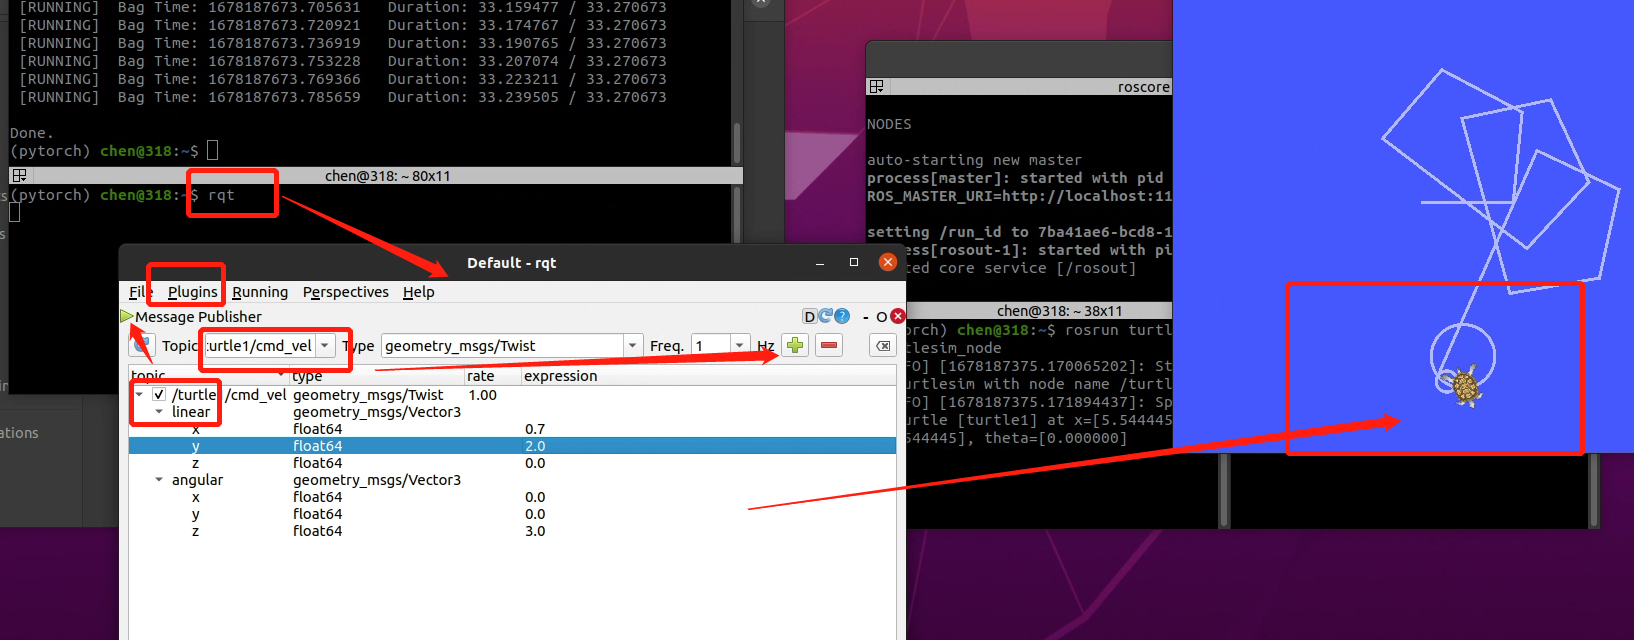 [RUNNING]  Bag Time: 1678187673.705631   Duration: 33.159477 / 33.270673
[RUNNING]  Bag Time: 1678187673.720921   Duration: 33.174767 / 33.270673
[RUNNING]  Bag Time: 1678187673.736919   Duration: 33.190765 / 33.270673
[RUNNING]  Bag Time: 1678187673.753228   Duration: 33.207074 / 33.270673
[RUNNING]  Bag Time: 1678187673.769366   Duration: 33.223211 / 33.270673
[RUNNING]  Bag Time: 1678187673.785659   Duration: 33.239505 / 33.270673
Done.
(pytorch) chen@318:~$
chen@318: ~ 80x11
(pytorch) chen@318:~$ rqt
ations
Default - rqt
File Plugins Running Perspectives Help
Message Publisher
D ? - O
Topic turtle1/cmd_vel Type geometry_msgs/Twist Freq. 1 Hz
topic type rate expression
/turtle /cmd_vel geometry_msgs/Twist 1.00
linear geometry_msgs/Vector3
x float64 0.7
y float64 2.0
z float64 0.0
angular geometry_msgs/Vector3
x float64 0.0
y float64 0.0
z float64 3.0
roscore
NODES
auto-starting new master
process[master]: started with pid
ROS_MASTER_URI=http://localhost:11
setting /run_id to 7ba41ae6-bcd8-1
ess[rosout-1]: started with pi
ted core service [/rosout]
chen@318: ~ 38x11
orch) chen@318:~$ rosrun turtl
tlesim_node
FO] [1678187375.170065202]: St
urtlesim with node name /turtl
FO] [1678187375.171894437]: Sp
urtle [turtle1] at x=[5.544445
544445], theta=[0.000000]